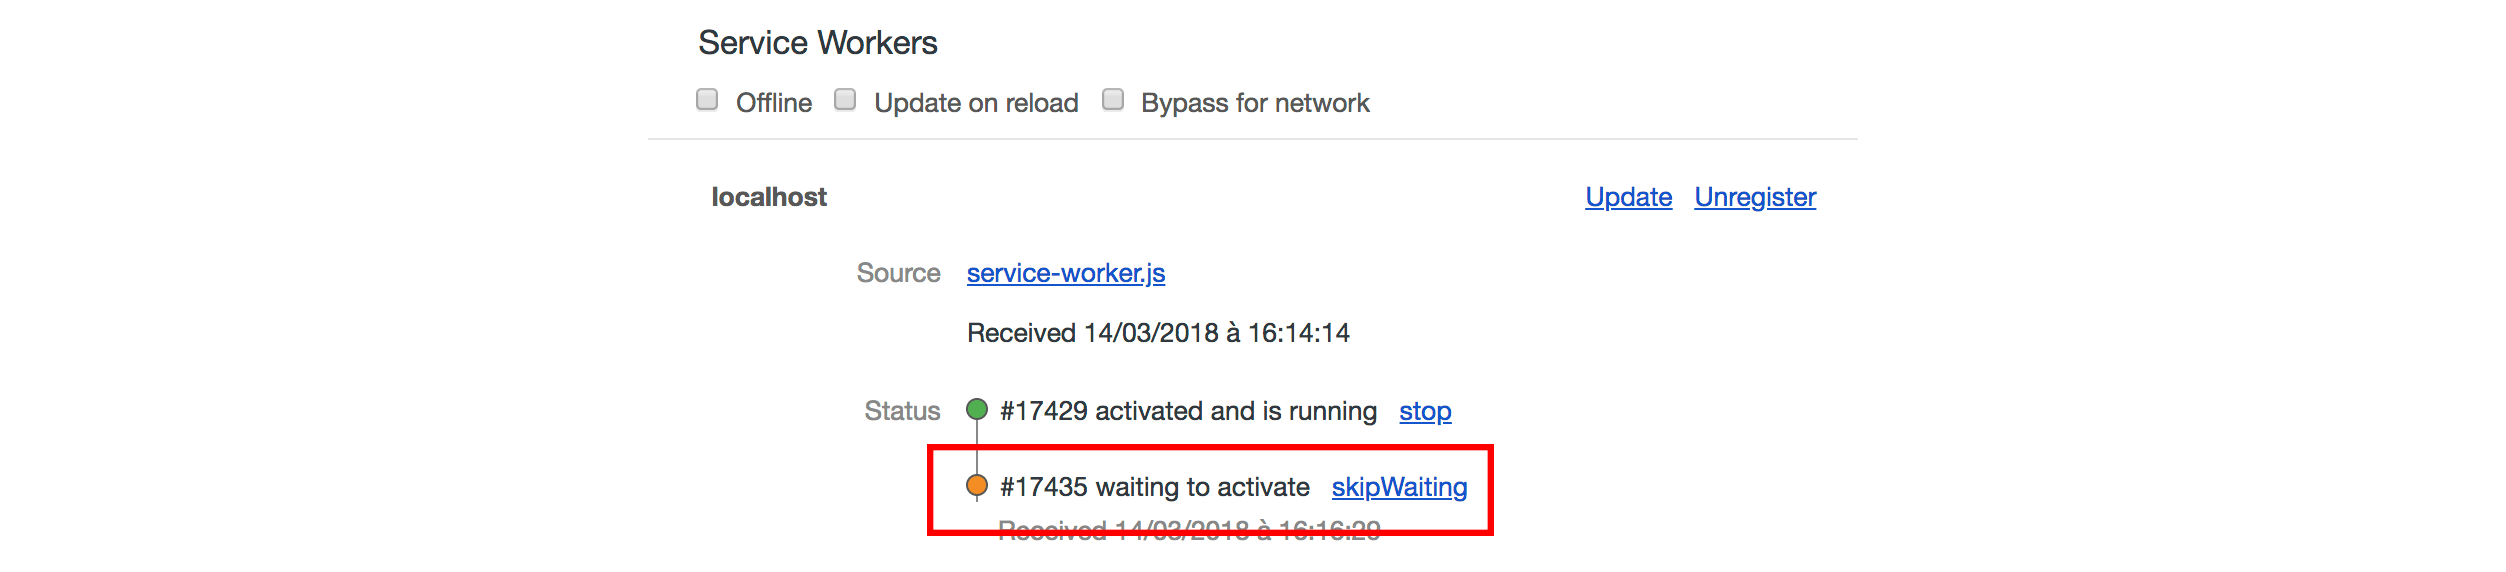 Service Workers
Offline Update on reload Bypass for network
localhost Update Unregister
Source service-worker.js
Received 14/03/2018 à 16:14:14
Status #17429 activated and is running stop
#17435 waiting to activate skipWaiting
Received 14/03/2018 à 16:16:29